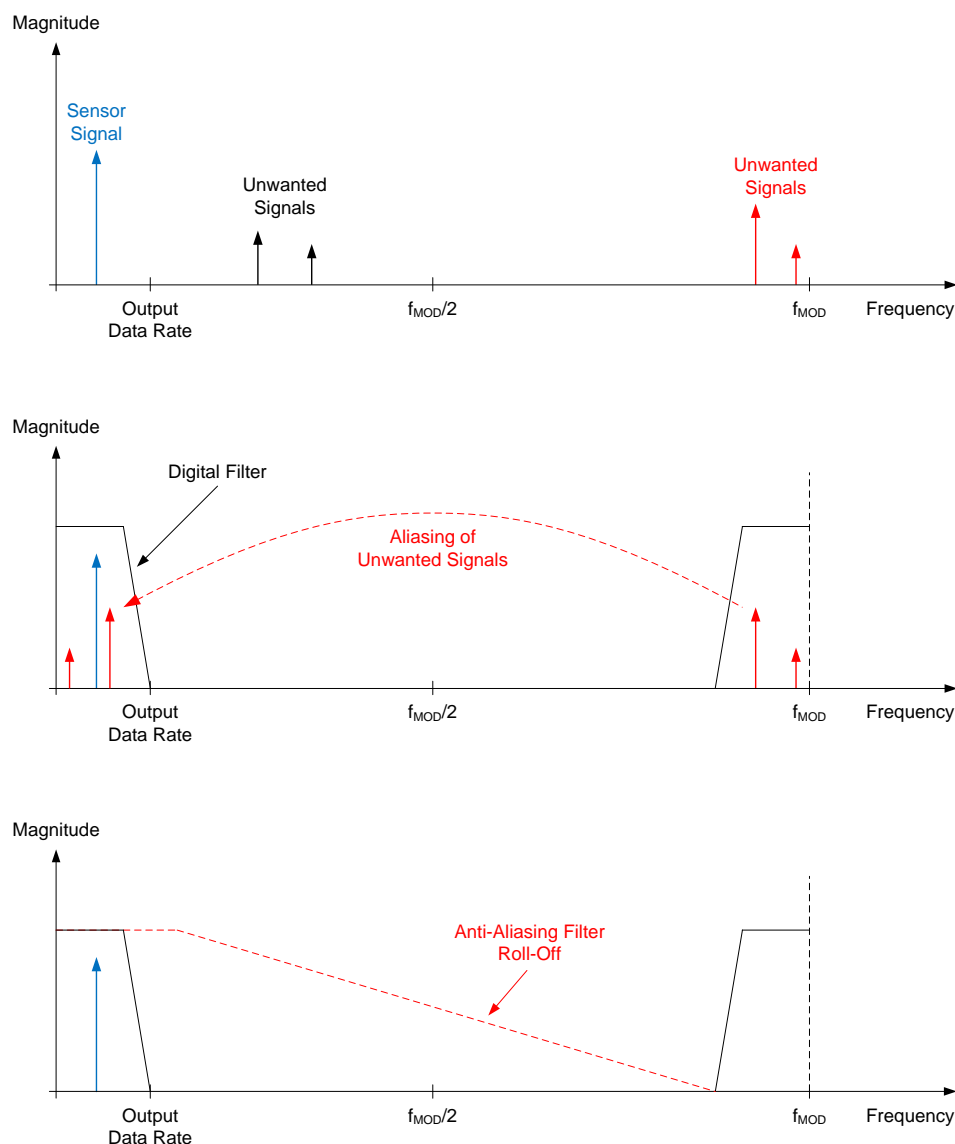 Magnitude
Sensor
Signal
Unwanted
Signals
Unwanted
Signals
Output
Data Rate
fMOD/2
fMOD
Frequency
Magnitude
Digital Filter
Aliasing of
Unwanted Signals
Output
Data Rate
fMOD/2
fMOD
Frequency
Magnitude
Anti-Aliasing Filter
Roll-Off
Output
Data Rate
fMOD/2
fMOD
Frequency